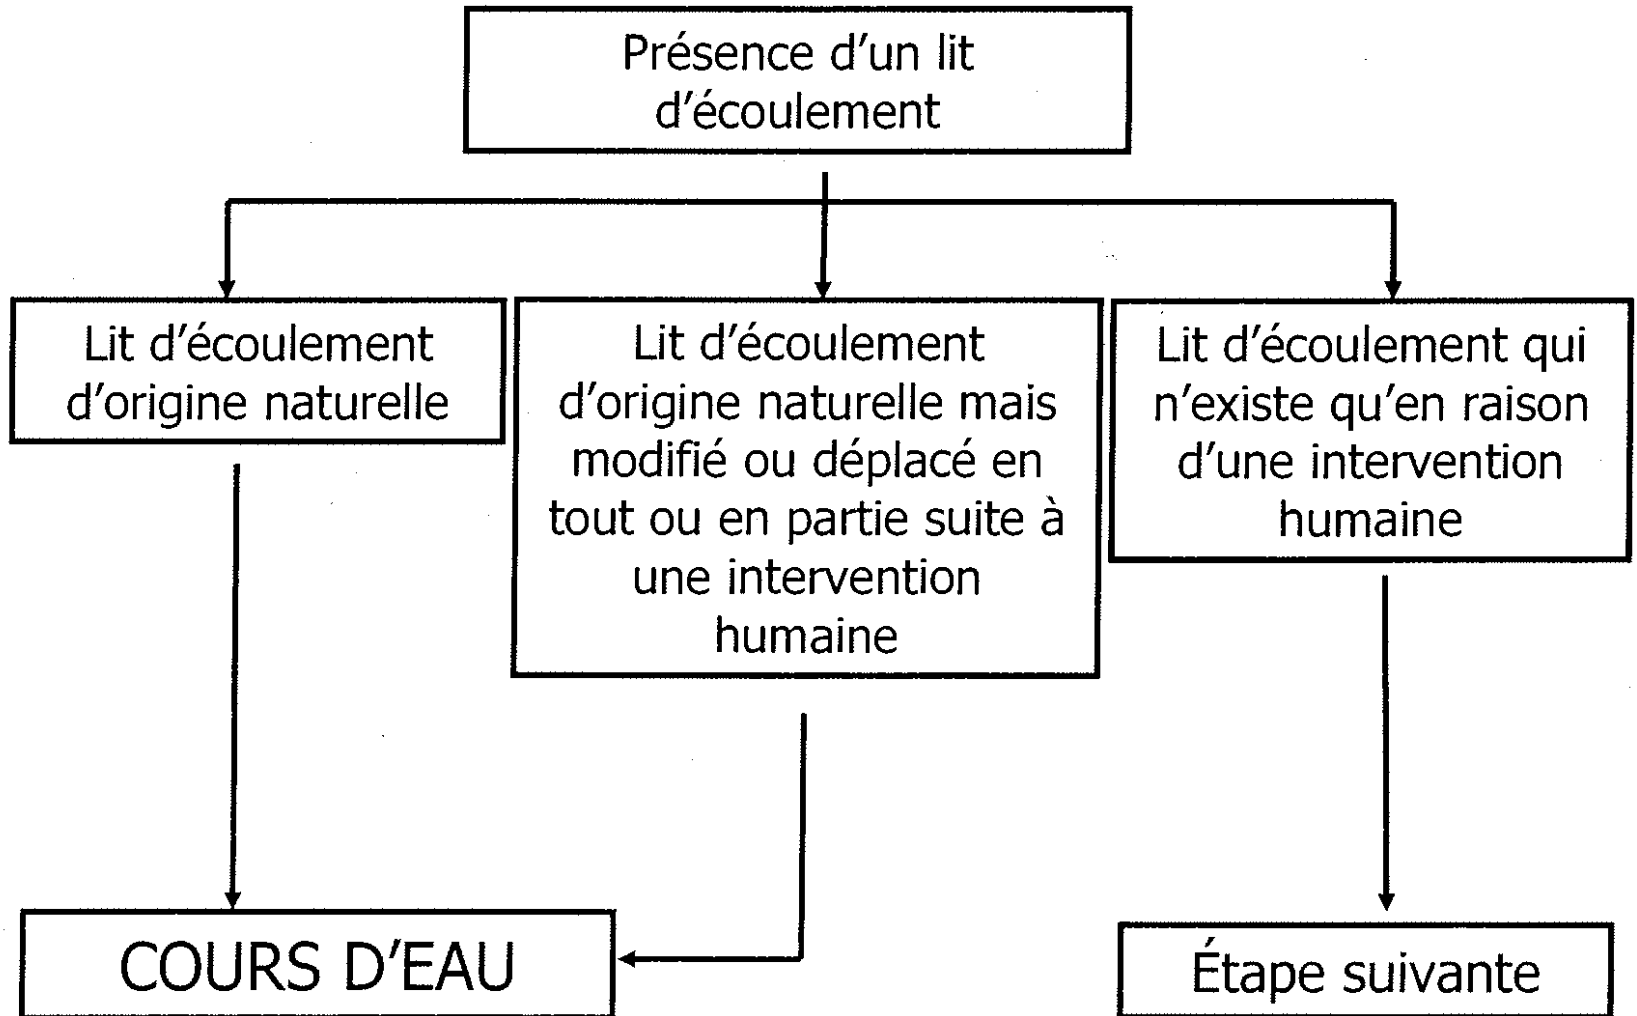 Présence d'un lit
d'écoulement
Lit d'écoulement
d'origine naturelle
Lit d'écoulement
d'origine naturelle mais
modifié ou déplacé en
tout ou en partie suite à
une intervention
humaine
Lit d'écoulement qui
n'existe qu'en raison
d'une intervention
humaine
COURS D'EAU
Étape suivante